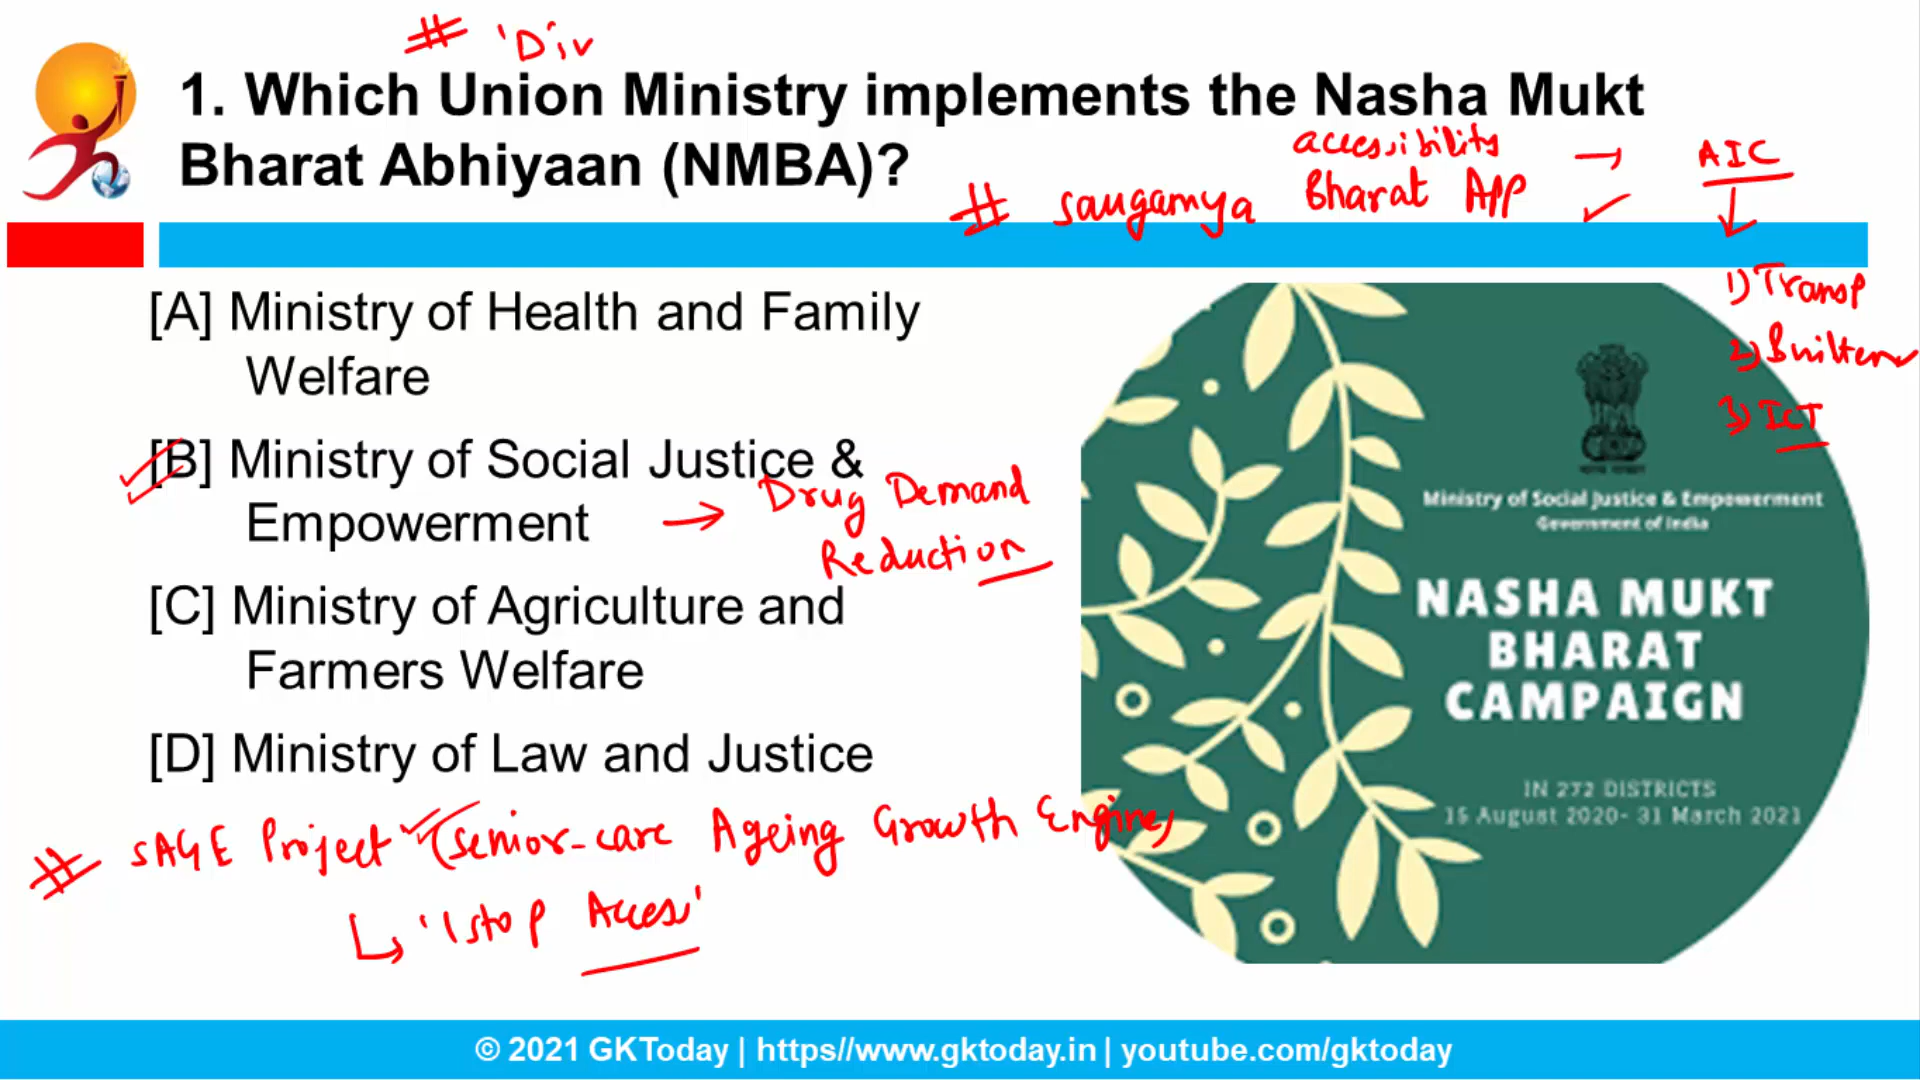 # 'Div
1. Which Union Ministry implements the Nasha Mukt
Bharat Abhiyaan (NMBA)?
accessibility → AIC
# saugamya Bharat App
[A] Ministry of Health and Family
Welfare
1) Transp
2)
3) ICT
[B] Ministry of Social Justice &
Empowerment → Drug Demand
Reduction
[C] Ministry of Agriculture and
Farmers Welfare
[D] Ministry of Law and Justice
Ministry of Social Justice & Empowerment
Government of India
NASHA MUKT
BHARAT
CAMPAIGN
IN 272 DISTRICTS
15 August 2020- 31 March 2021
# SAGE Project (Senior-care Ageing Growth Engine)
'1 stop Access'
© 2021 GKToday | https//www.gktoday.in | youtube.com/gktoday